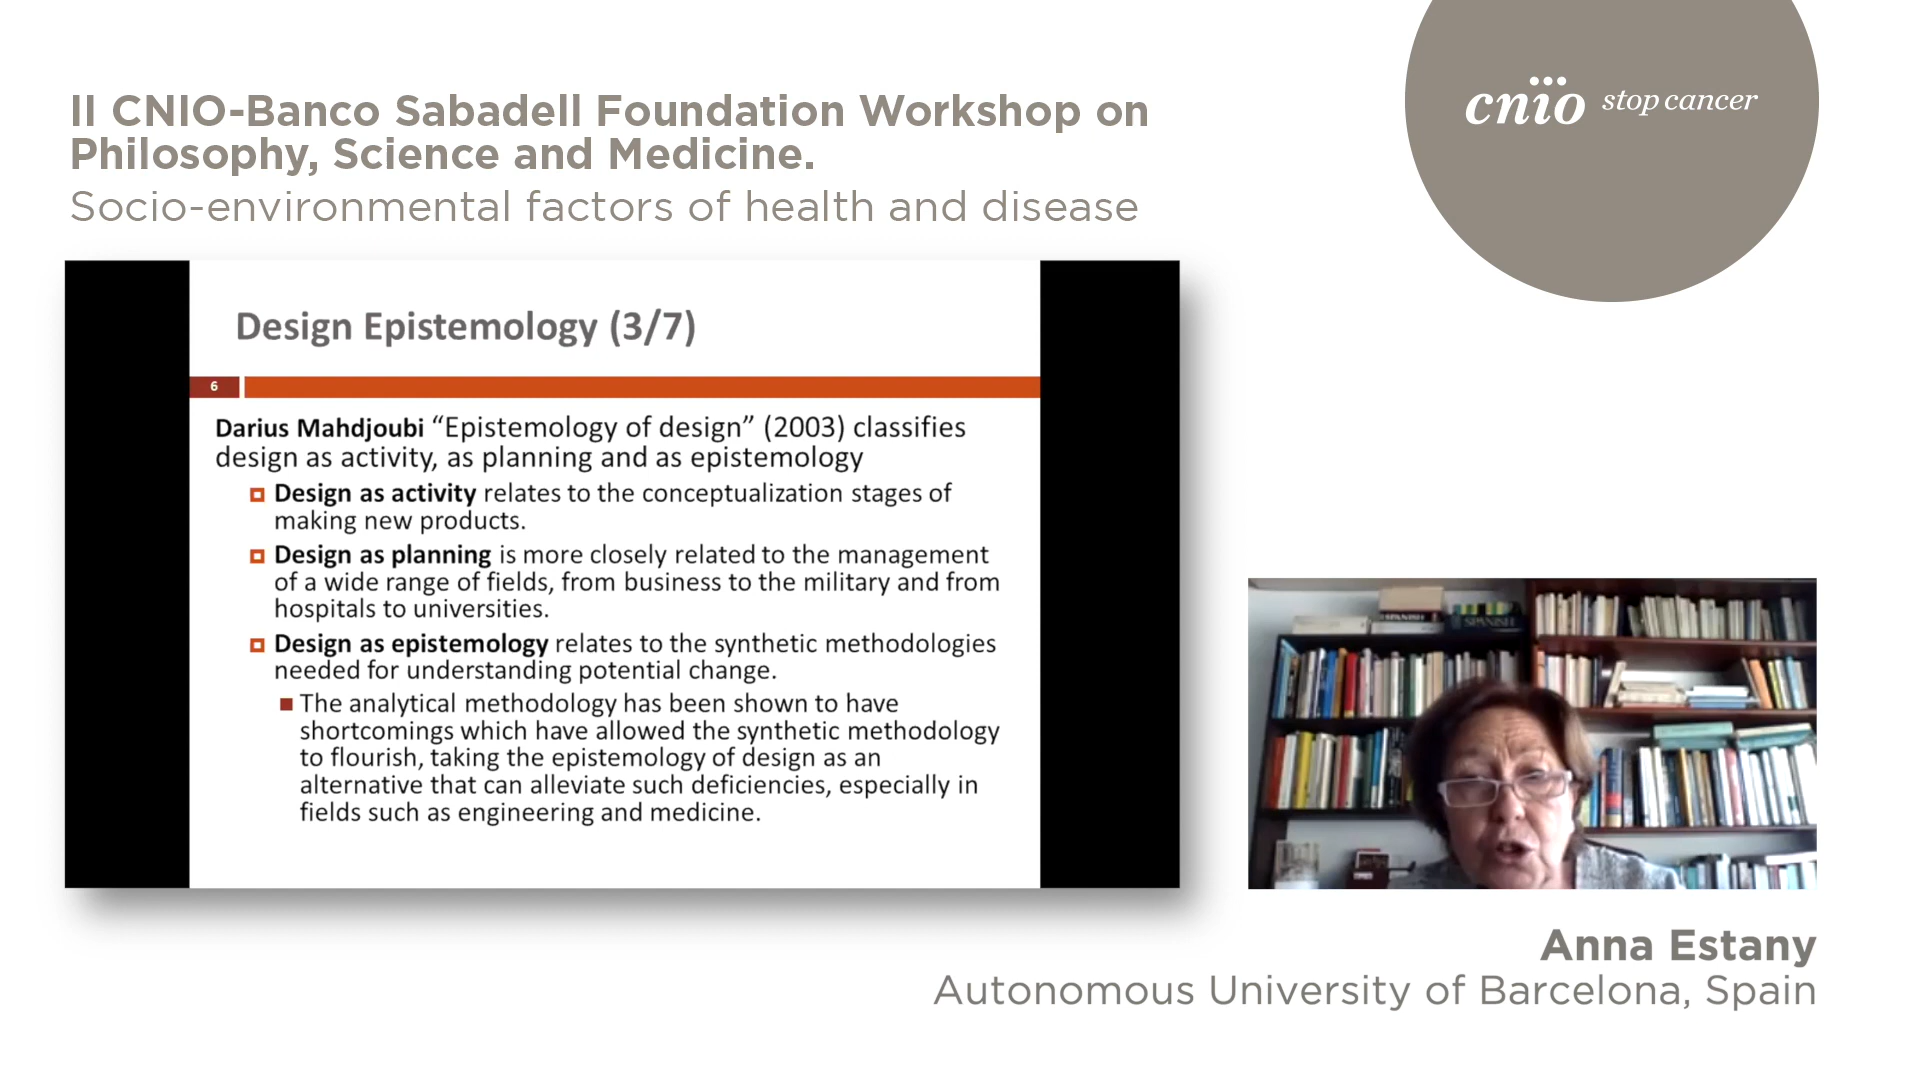 II CNIO-Banco Sabadell Foundation Workshop on
Philosophy, Science and Medicine.
Socio-environmental factors of health and disease
cnio stop cancer
Design Epistemology (3/7)
6
Darius Mahdjoubi “Epistemology of design” (2003) classifies
design as activity, as planning and as epistemology
Design as activity relates to the conceptualization stages of
making new products.
Design as planning is more closely related to the management
of a wide range of fields, from business to the military and from
hospitals to universities.
Design as epistemology relates to the synthetic methodologies
needed for understanding potential change.
The analytical methodology has been shown to have
shortcomings which have allowed the synthetic methodology
to flourish, taking the epistemology of design as an
alternative that can alleviate such deficiencies, especially in
fields such as engineering and medicine.
SPANISH
SPANISH
Anna Estany
Autonomous University of Barcelona, Spain